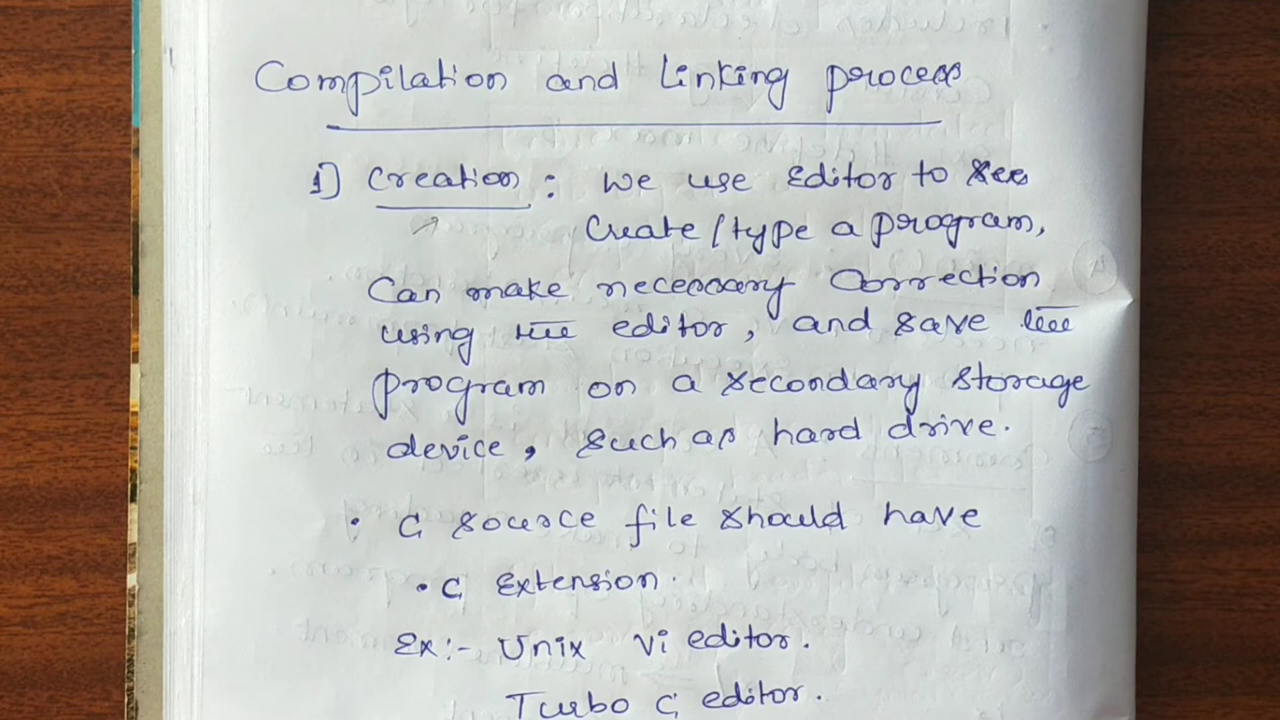 Compilation and Linking process
1) Creation : We use Editor to see
Create/type a program,
Can make necessary Correction
using the editor, and save the
program on a secondary storage
device, such as hard drive.
• C source file should have
•C Extension.
Ex:- Unix Vi editor.
Turbo C editor.